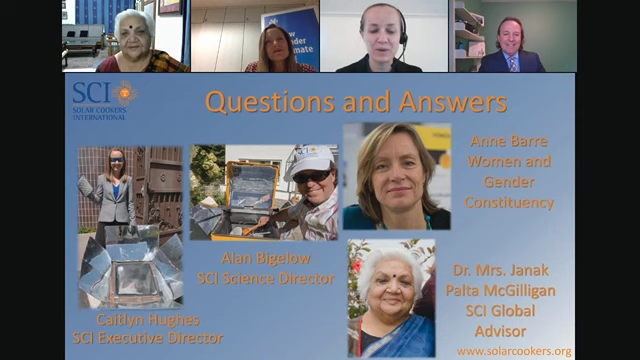 SCI
SOLAR COOKERS
INTERNATIONAL
Questions and Answers
Anne Barre
Women and
Gender
Constituency
Alan Bigelow
SCI Science Director
Caitlyn Hughes
SCI Executive Director
Dr. Mrs. Janak
Palta McGilligan
SCI Global
Advisor
www.solarcookers.org